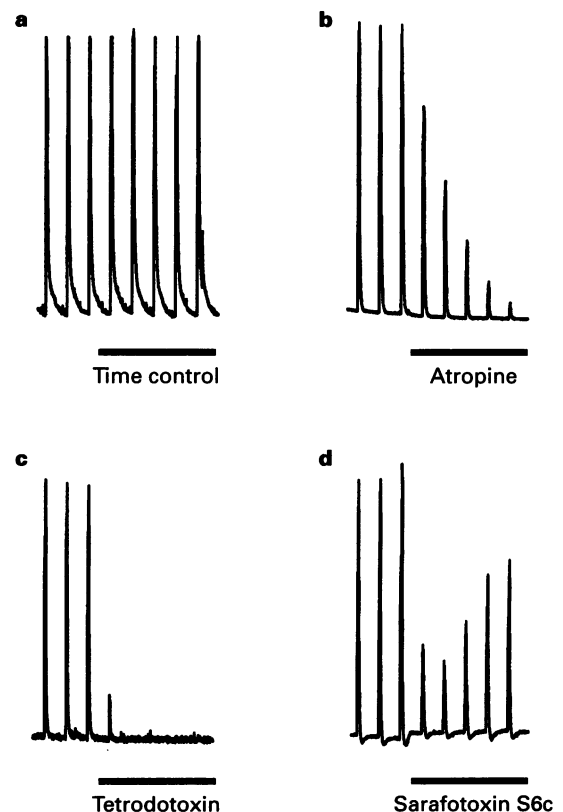 a
b
Time control
Atropine
c
d
Tetrodotoxin
Sarafotoxin S6c